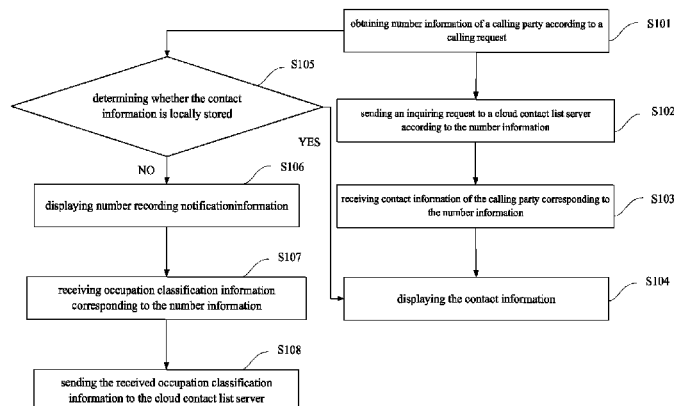 obtaining number information of a calling party according to a
calling request
S101
S105
determining whether the contact
information is locally stored
sending an inquiring request to a cloud contact list server
according to the number information
S102
YES
NO
S106
displaying number recording notificationinformation
receiving contact information of the calling party corresponding to
the number information
S103
S107
receiving occupation classification information
corresponding to the number information
displaying the contact information
S104
S108
sending the received occupation classification
information to the cloud contact list server